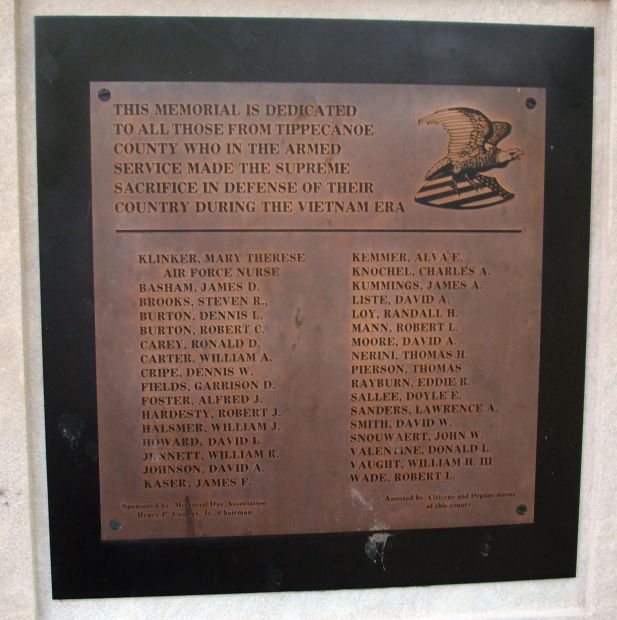 THIS MEMORIAL IS DEDICATED
TO ALL THOSE FROM TIPPECANOE
COUNTY WHO IN THE ARMED
SERVICE MADE THE SUPREME
SACRIFICE IN DEFENSE OF THEIR
COUNTRY DURING THE VIETNAM ERA
KLINKER, MARY THERESE
AIR FORCE NURSE
BASHAM, JAMES D.
BROOKS, STEVEN R.,
BURTON, DENNIS L.
BURTON, ROBERT C.
CAREY, RONALD D.
CARTER, WILLIAM A.
CRIPE, DENNIS W.
FIELDS, GARRISON D.
FOSTER, ALFRED J.
HARDESTY, ROBERT J.
HALSMER, WILLIAM J.
HOWARD, DAVID L.
JENNETT, WILLIAM R.
JOHNSON, DAVID A.
KASER, JAMES F.
KEMMER, ALVA E.
KNOCHEL, CHARLES A.
KUMMINGS, JAMES A.
LISTE, DAVID A.
LOY, RANDALL H.
MANN, ROBERT L.
MOORE, DAVID A.
NERINI, THOMAS H.
PIERSON, THOMAS
RAYBURN, EDDIE R.
SALLEE, DOYLE E.
SANDERS, LAWRENCE A.
SMITH, DAVID W.
SNOUWAERT, JOHN W.
VALENTINE, DONALD L.
VAUGHT, WILLIAM H. III
WADE, ROBERT L.
Sponsored by: Memorial Day Association
Henry P. Jr., Chairman
Assisted by: Citizens and Organizations
of this county